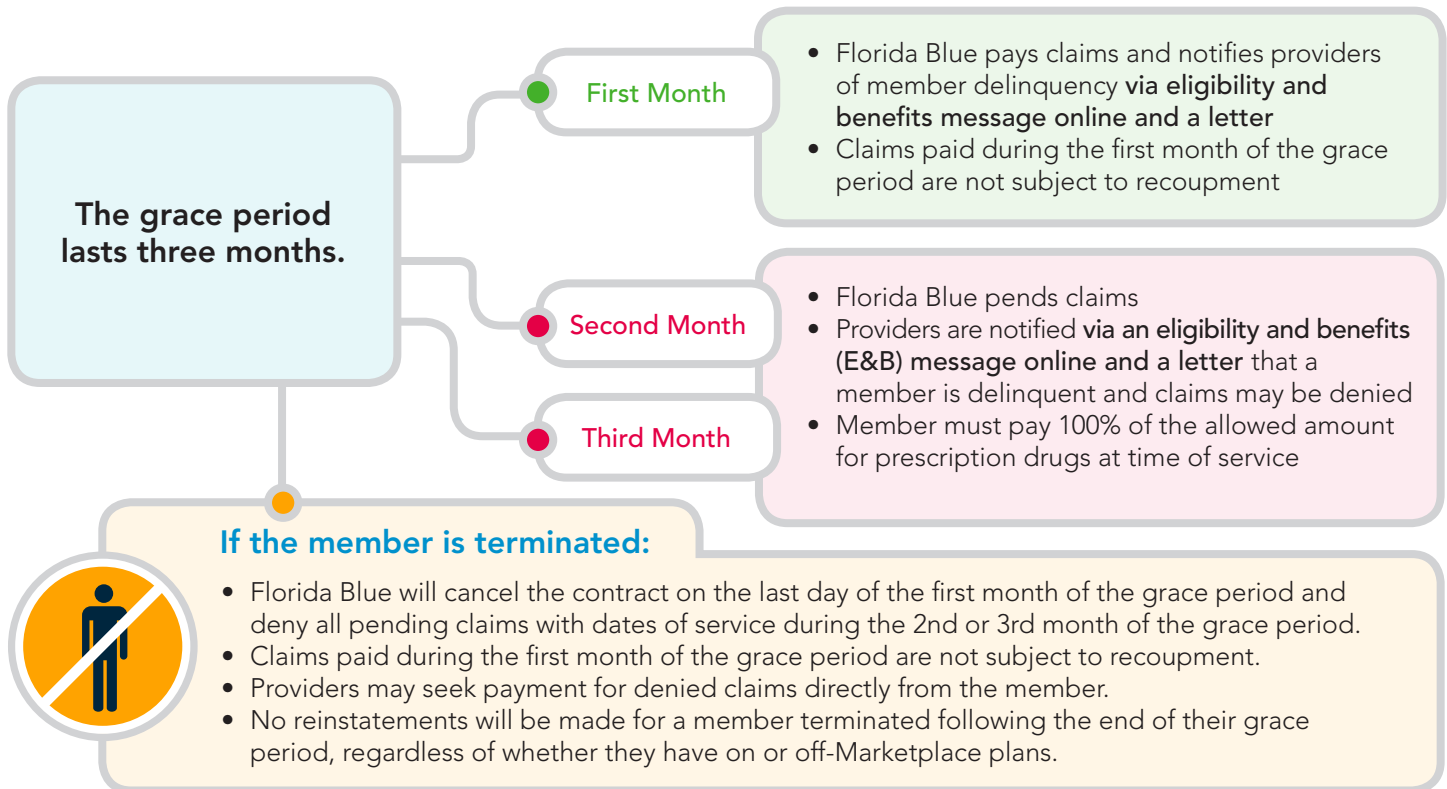 The grace period
lasts three months.
First Month
• Florida Blue pays claims and notifies providers
of member delinquency via eligibility and
benefits message online and a letter
• Claims paid during the first month of the grace
period are not subject to recoupment
Second Month
Third Month
• Florida Blue pends claims
• Providers are notified via an eligibility and benefits
(E&B) message online and a letter that a
member is delinquent and claims may be denied
• Member must pay 100% of the allowed amount
for prescription drugs at time of service
If the member is terminated:
• Florida Blue will cancel the contract on the last day of the first month of the grace period and
deny all pending claims with dates of service during the 2nd or 3rd month of the grace period.
• Claims paid during the first month of the grace period are not subject to recoupment.
• Providers may seek payment for denied claims directly from the member.
• No reinstatements will be made for a member terminated following the end of their grace
period, regardless of whether they have on or off-Marketplace plans.